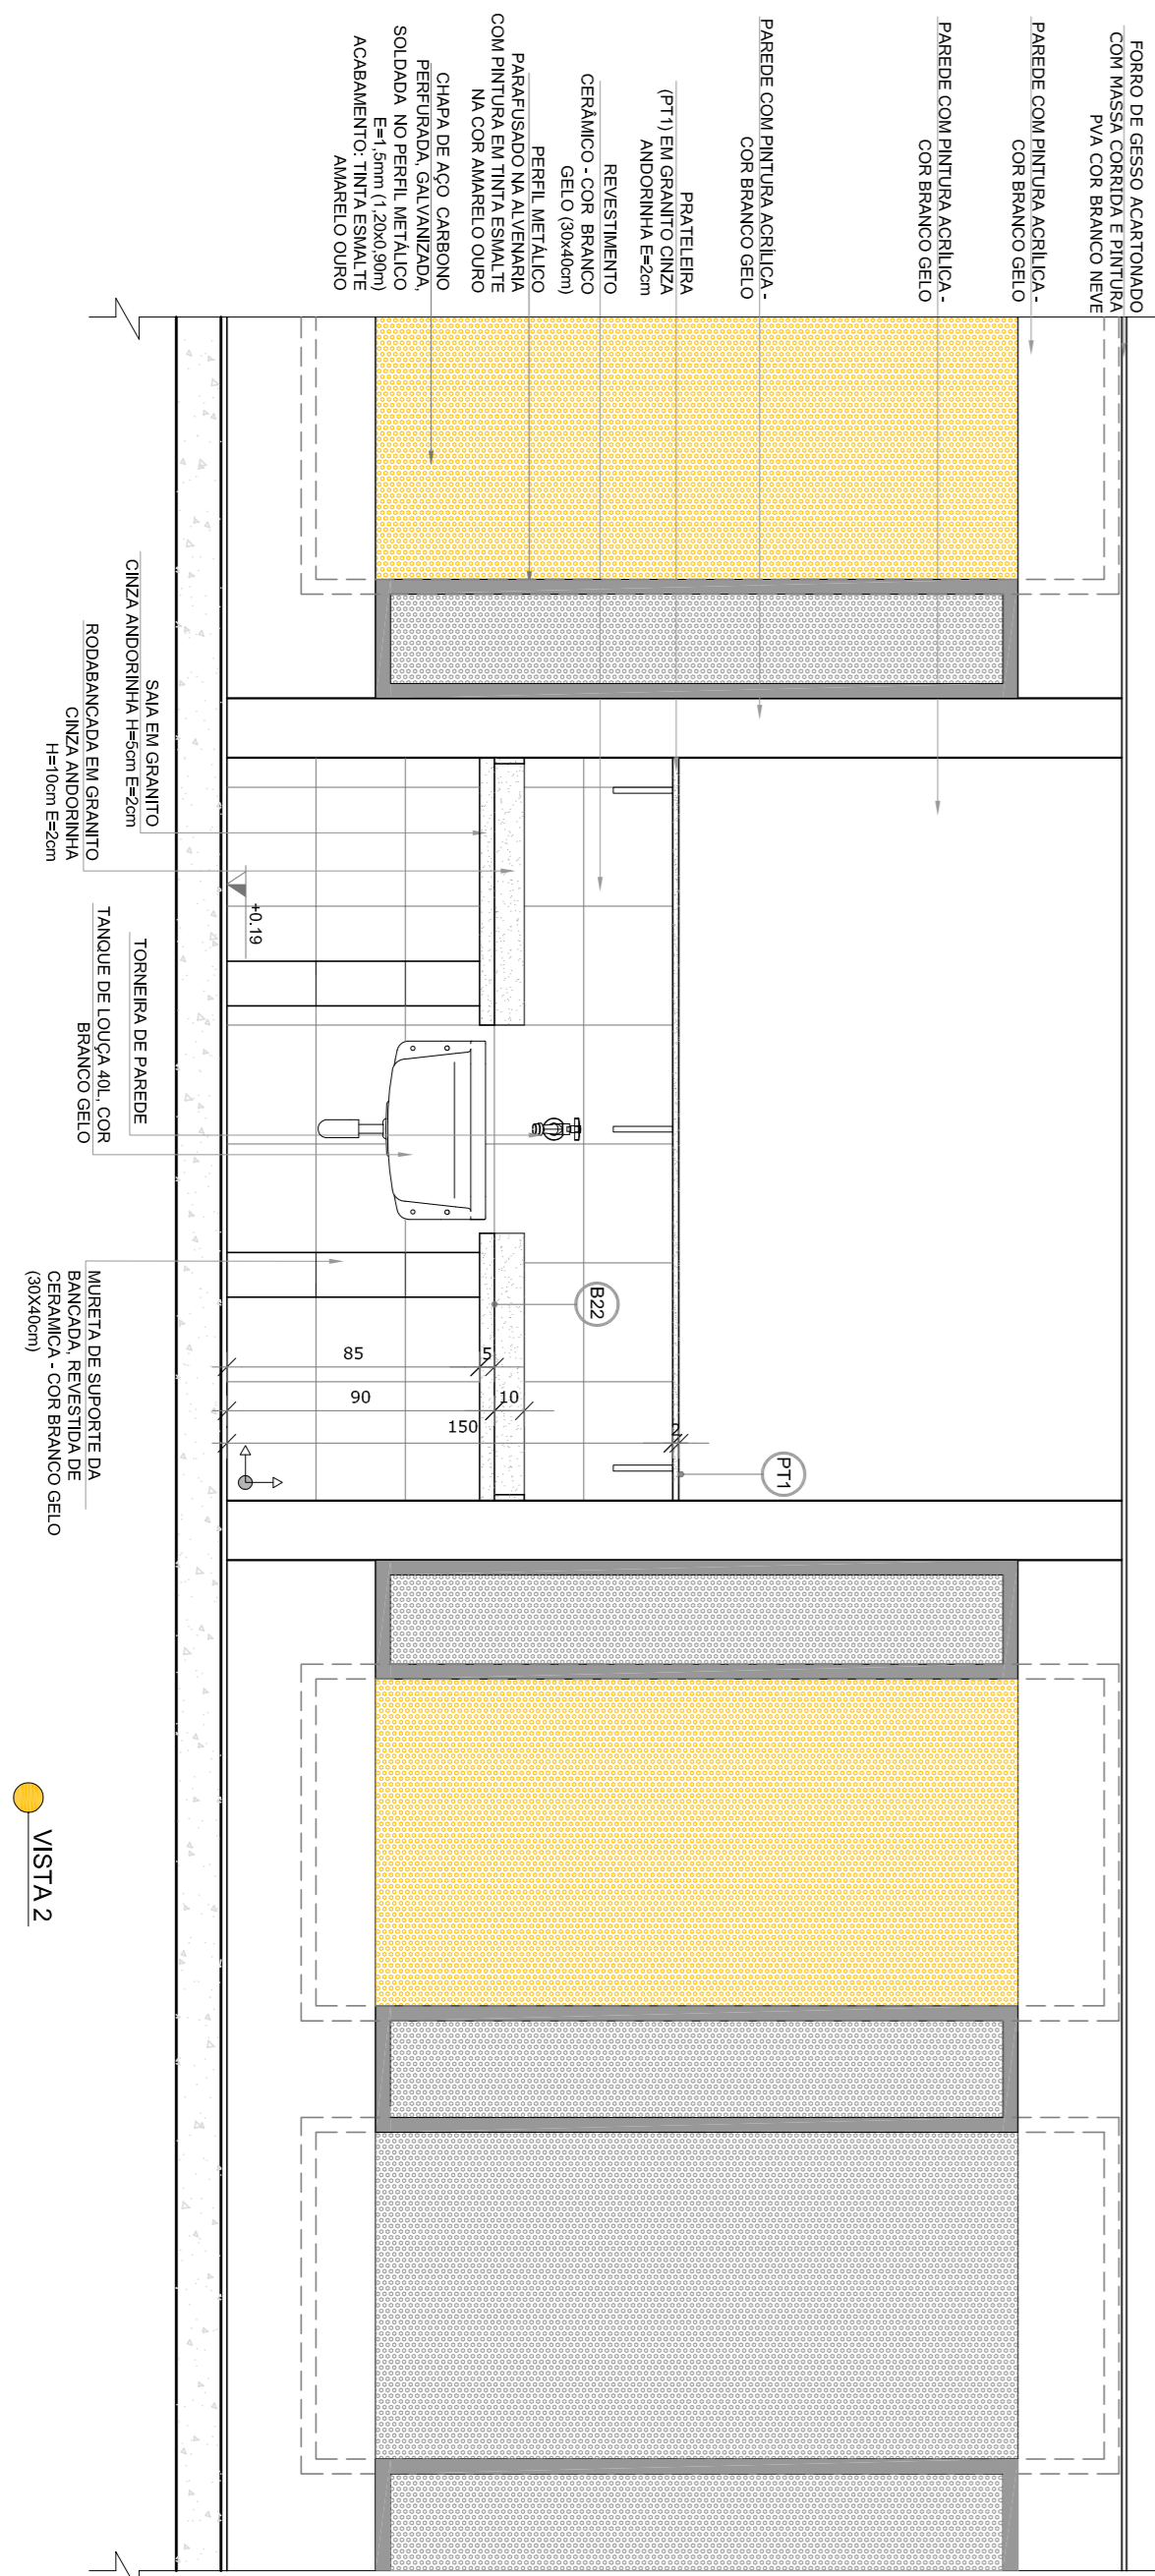 FORRO DE GESSO ACARTONADO
COM MASSA CORRIDA E PINTURA
PVA COR BRANCO NEVE
PAREDE COM PINTURA ACRÍLICA -
COR BRANCO GELO
PAREDE COM PINTURA ACRÍLICA -
COR BRANCO GELO
PAREDE COM PINTURA ACRÍLICA -
COR BRANCO GELO
PRATELEIRA
(PT1) EM GRANITO CINZA
ANDORINHA E=2cm
REVESTIMENTO
CERÂMICO - COR BRANCO
GELO (30x40cm)
PERFIL METÁLICO
PARAFUSADO NA ALVENARIA
COM PINTURA EM TINTA ESMALTE
NA COR AMARELO OURO
CHAPA DE AÇO CARBONO
PERFURADA, GALVANIZADA,
SOLDADA NO PERFIL METÁLICO
E=1,5mm (1,20x0,90m)
ACABAMENTO: TINTA ESMALTE
AMARELO OURO
PT1
B22
2
10
5
150
90
85
+0.19
SAIA EM GRANITO
CINZA ANDORINHA H=5cm E=2cm
RODABANCADA EM GRANITO
CINZA ANDORINHA
H=10cm E=2cm
TORNEIRA DE PAREDE
TANQUE DE LOUÇA 40L, COR
BRANCO GELO
MURETA DE SUPORTE DA
BANCADA, REVESTIDA DE
CERAMICA - COR BRANCO GELO
(30X40cm)
VISTA 2